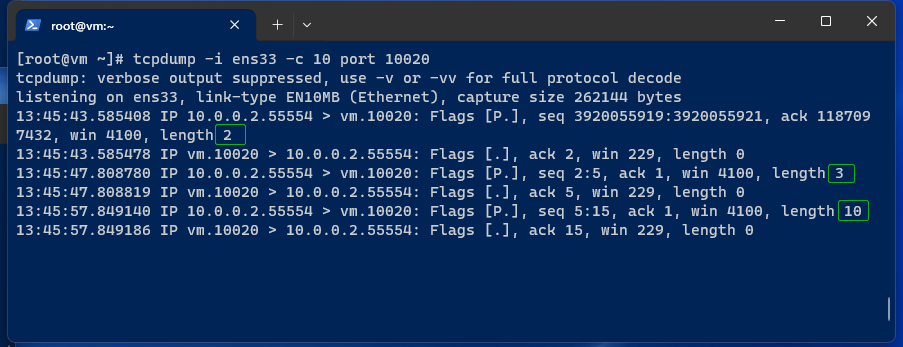 root@vm:~
[root@vm ~]# tcpdump -i ens33 -c 10 port 10020
tcpdump: verbose output suppressed, use -v or -vv for full protocol decode
listening on ens33, link-type EN10MB (Ethernet), capture size 262144 bytes
13:45:43.585408 IP 10.0.0.2.55554 > vm.10020: Flags [P.], seq 3920055919:3920055921, ack 118709
7432, win 4100, length 2
13:45:43.585478 IP vm.10020 > 10.0.0.2.55554: Flags [.], ack 2, win 229, length 0
13:45:47.808780 IP 10.0.0.2.55554 > vm.10020: Flags [P.], seq 2:5, ack 1, win 4100, length 3
13:45:47.808819 IP vm.10020 > 10.0.0.2.55554: Flags [.], ack 5, win 229, length 0
13:45:57.849140 IP 10.0.0.2.55554 > vm.10020: Flags [P.], seq 5:15, ack 1, win 4100, length 10
13:45:57.849186 IP vm.10020 > 10.0.0.2.55554: Flags [.], ack 15, win 229, length 0